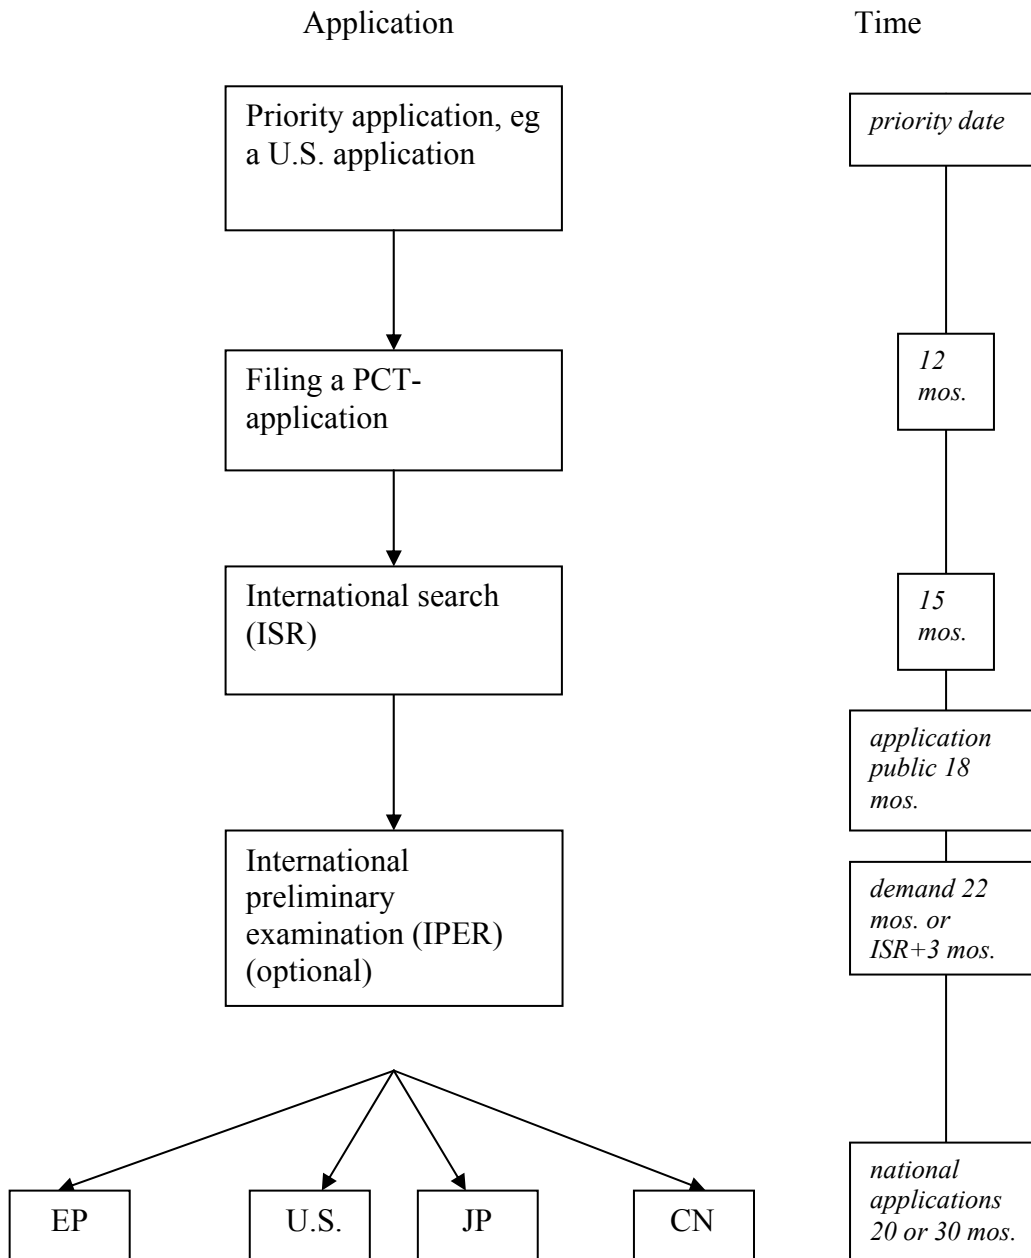 Application
Time
Priority application, eg
a U.S. application
priority date
Filing a PCT-
application
12
mos.
International search
(ISR)
15
mos.
application
public 18
mos.
International
preliminary
examination (IPER)
(optional)
demand 22
mos. or
ISR+3 mos.
EP
U.S.
JP
CN
national
applications
20 or 30 mos.